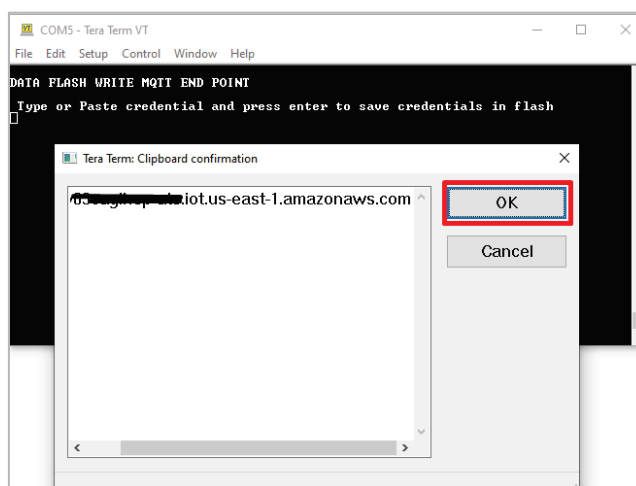 COM5 - Tera Term VT
File Edit Setup Control Window Help
DATA FLASH WRITE MQTT END POINT
Type or Paste credential and press enter to save credentials in flash
Tera Term: Clipboard confirmation
.iot.us-east-1.amazonaws.com
OK
Cancel